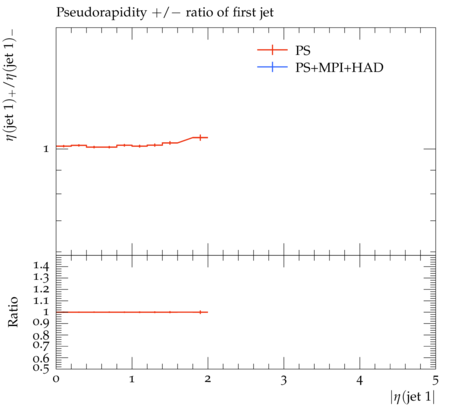 Pseudorapidity +/− ratio of first jet
η(jet 1)₊/η(jet 1)₋
PS
PS+MPI+HAD
1
Ratio
1.4
1.3
1.2
1.1
1
0.9
0.8
0.7
0.6
0.5
0 1 2 3 4 5
|η(jet 1|